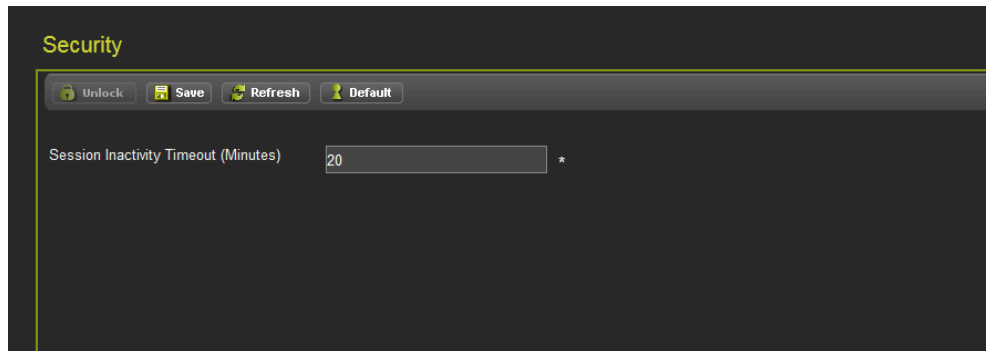 Security
Unlock Save Refresh Default
Session Inactivity Timeout (Minutes) 20 *